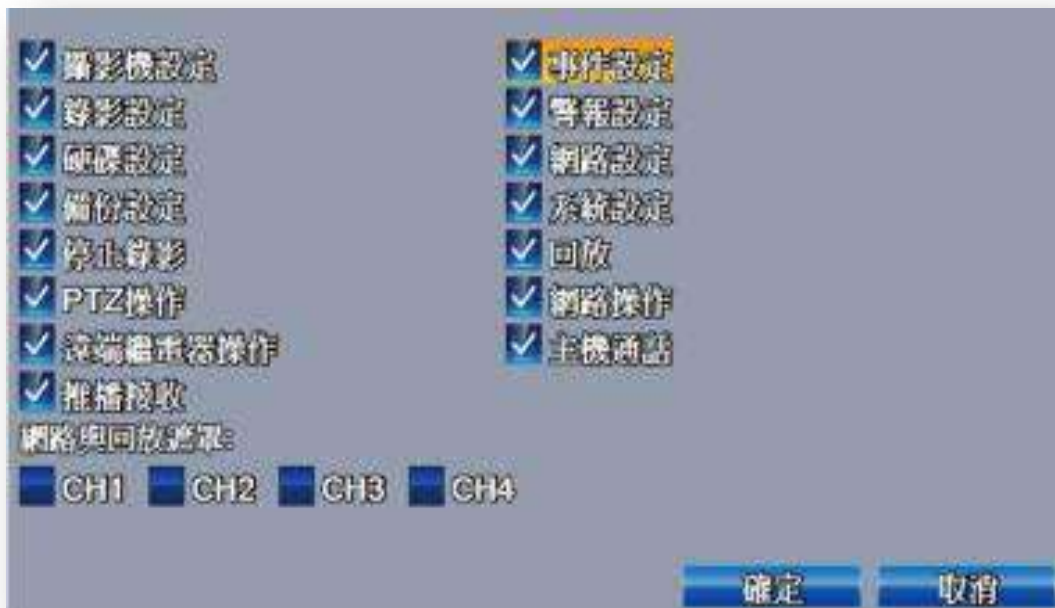 攝影機設定 事件設定
錄影設定 警報設定
硬碟設定 網路設定
備份設定 系統設定
停止錄影 回放
PTZ操作 網路操作
遠端繼電器操作 主機通話
推播接收
網路與回放遮罩:
CH1 CH2 CH3 CH4
確定 取消